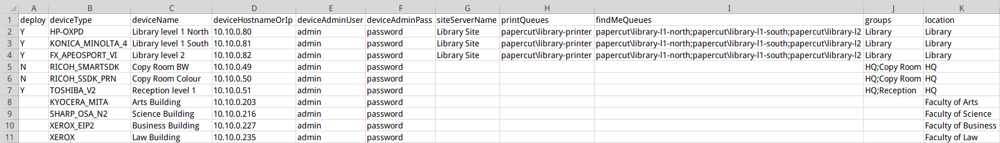 A B C D E F G H I J K
1 deploy deviceType deviceName deviceHostnameOrIp deviceAdminUser deviceAdminPass siteServerName printQueues findMeQueues groups location
2 Y HP-OXPD Library level 1 North 10.10.0.80 admin password Library Site papercut\library-printer papercut\library-l1-north;papercut\library-l1-south;papercut\library-l2 Library Library
3 Y KONICA_MINOLTA_4 Library level 1 South 10.10.0.81 admin password Library Site papercut\library-printer papercut\library-l1-north;papercut\library-l1-south;papercut\library-l2 Library Library
4 Y FX_APEOSPORT_VI Library level 2 10.10.0.82 admin password Library Site papercut\library-printer papercut\library-l1-north;papercut\library-l1-south;papercut\library-l2 Library Library
5 N RICOH_SMARTSDK Copy Room BW 10.10.0.49 admin password HQ;Copy Room HQ
6 N RICOH_SSDK_PRN Copy Room Colour 10.10.0.50 admin password HQ;Copy Room HQ
7 Y TOSHIBA_V2 Reception level 1 10.10.0.51 admin password HQ;Reception HQ
8 KYOCERA_MITA Arts Building 10.10.0.203 admin password Faculty of Arts
9 SHARP_OSA_N2 Science Building 10.10.0.216 admin password Faculty of Science
10 XEROX_EIP2 Business Building 10.10.0.227 admin password Faculty of Business
11 XEROX Law Building 10.10.0.235 admin password Faculty of Law